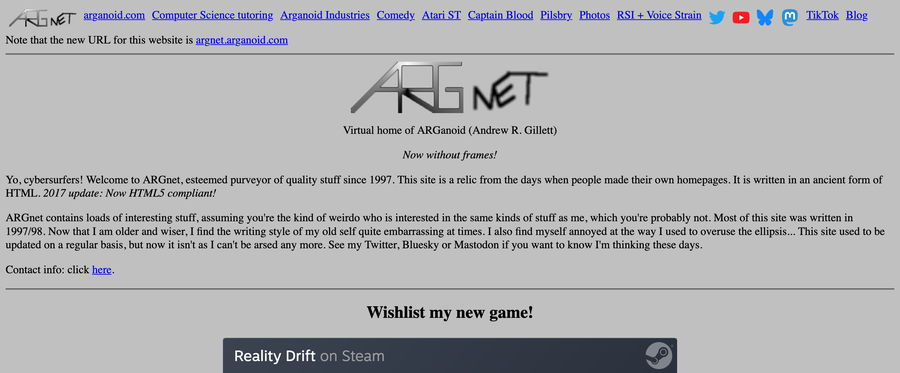 ARG NET arganoid.com Computer Science tutoring Arganoid Industries Comedy Atari ST Captain Blood Pilsbry Photos RSI + Voice Strain TikTok Blog
Note that the new URL for this website is argnet.arganoid.com
ARG NET
Virtual home of ARGanoid (Andrew R. Gillett)
Now without frames!
Yo, cybersurfers! Welcome to ARGnet, esteemed purveyor of quality stuff since 1997. This site is a relic from the days when people made their own homepages. It is written in an ancient form of
HTML. 2017 update: Now HTML5 compliant!
ARGnet contains loads of interesting stuff, assuming you're the kind of weirdo who is interested in the same kinds of stuff as me, which you're probably not. Most of this site was written in
1997/98. Now that I am older and wiser, I find the writing style of my old self quite embarrassing at times. I also find myself annoyed at the way I used to overuse the ellipsis... This site used to be
updated on a regular basis, but now it isn't as I can't be arsed any more. See my Twitter, Bluesky or Mastodon if you want to know I'm thinking these days.
Contact info: click here.
Wishlist my new game!
Reality Drift on Steam